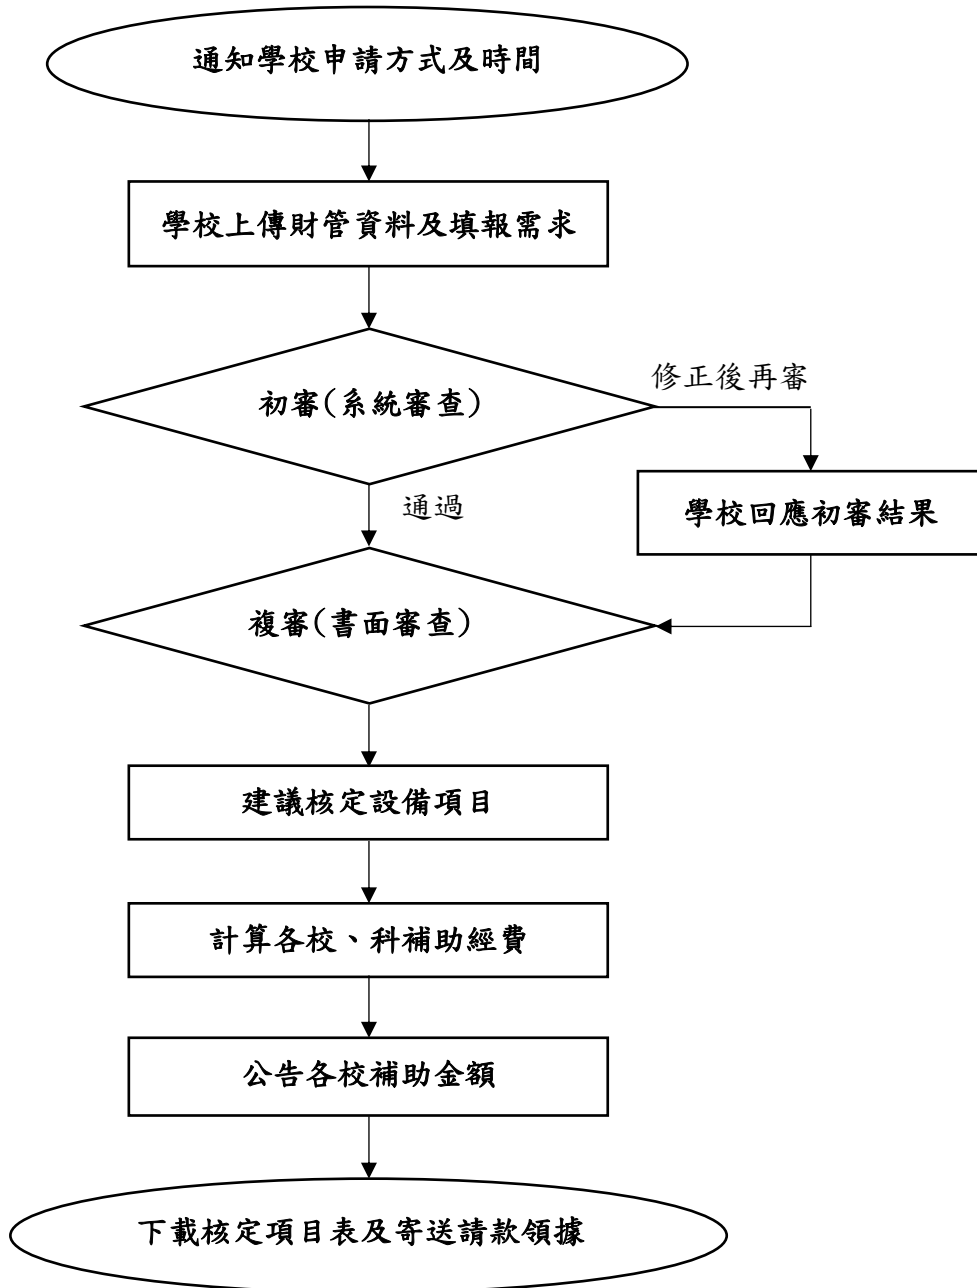 通知學校申請方式及時間
學校上傳財管資料及填報需求
初審(系統審查)
修正後再審
通過
學校回應初審結果
複審(書面審查)
建議核定設備項目
計算各校、科補助經費
公告各校補助金額
下載核定項目表及寄送請款領據